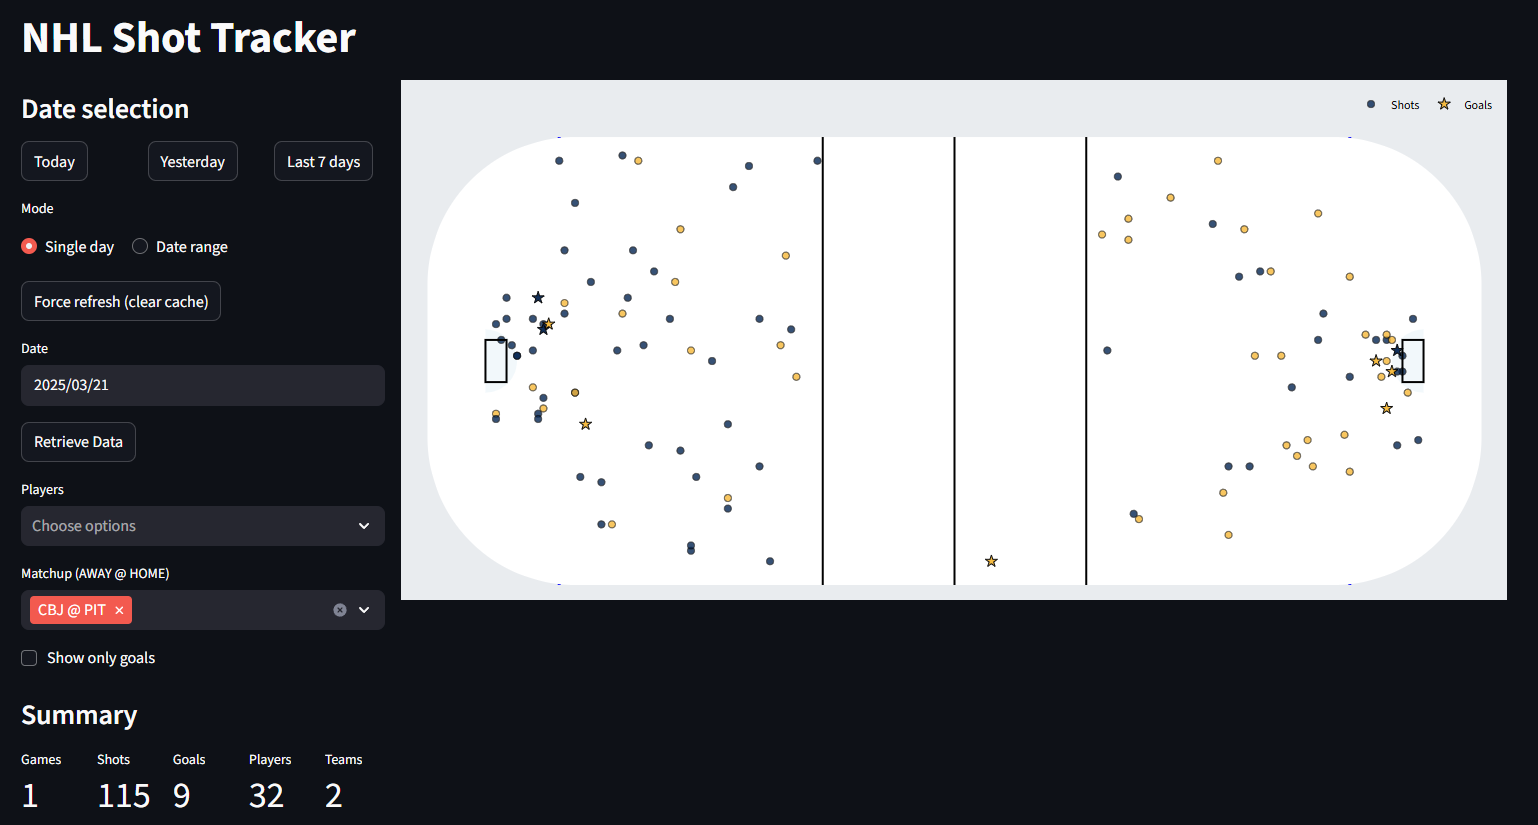 NHL Shot Tracker
Date selection
Today Yesterday Last 7 days
Mode
Single day Date range
Force refresh (clear cache)
Date
2025/03/21
Retrieve Data
Players
Choose options
Matchup (AWAY @ HOME)
CBJ @ PIT ×
Show only goals
Summary
Games Shots Goals Players Teams
1 115 9 32 2
Shots Goals